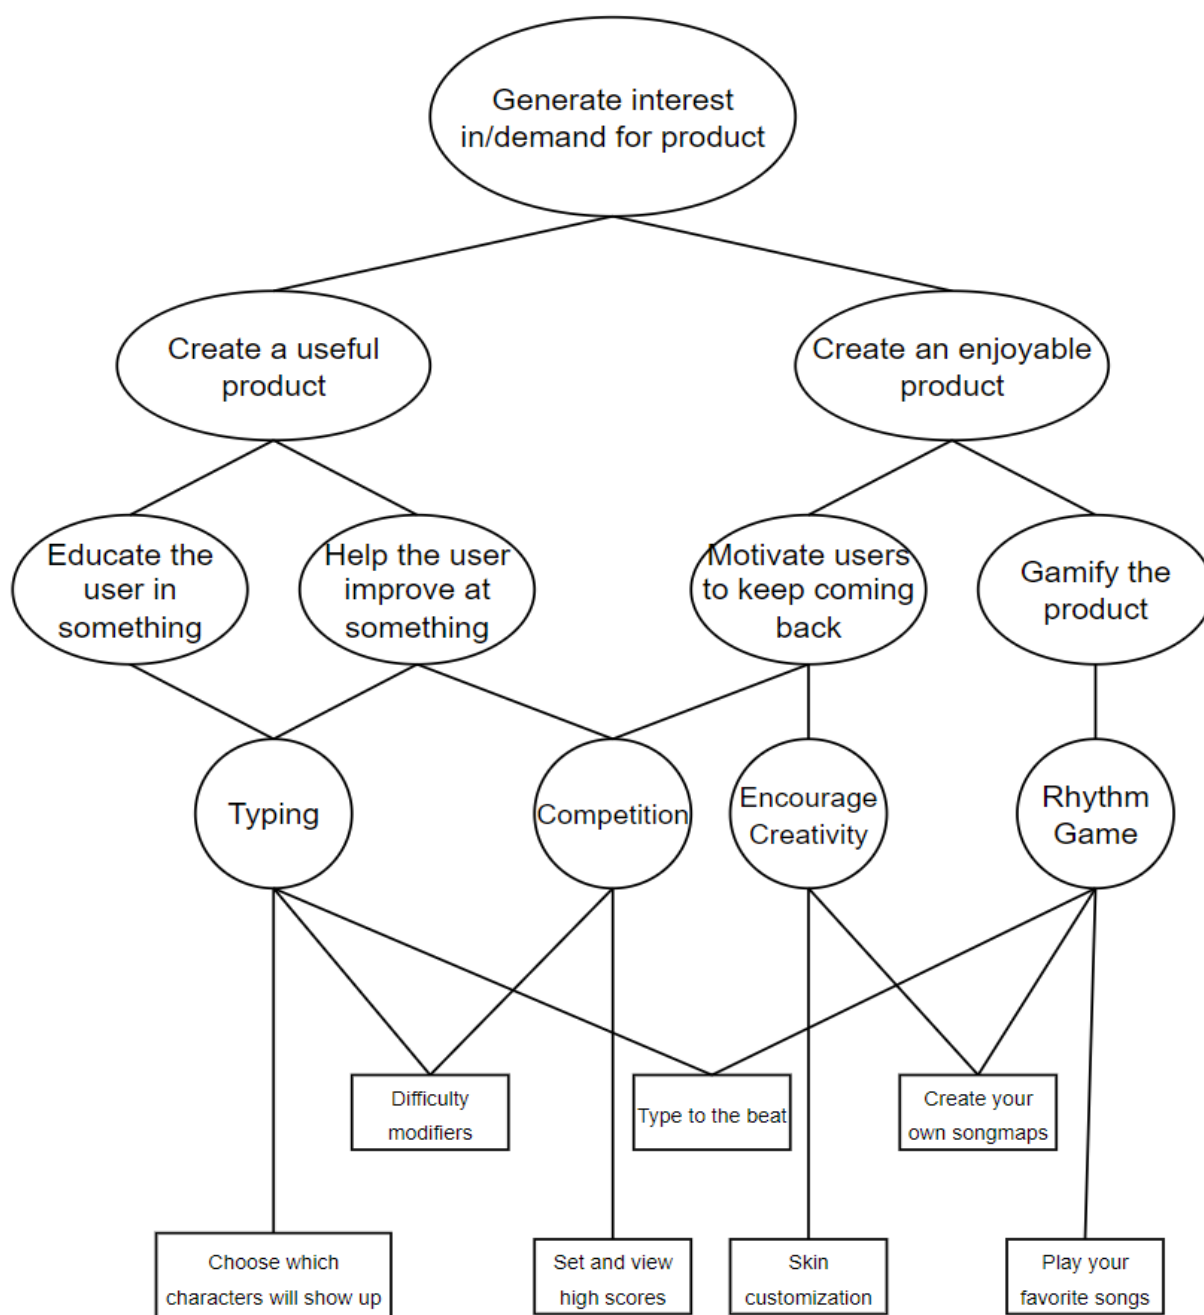 Generate interest
in/demand for product
Create a useful
product
Create an enjoyable
product
Educate the
user in
something
Help the user
improve at
something
Motivate users
to keep coming
back
Gamify the
product
Typing
Competition
Encourage
Creativity
Rhythm
Game
Difficulty
modifiers
Type to the beat
Create your
own songmaps
Choose which
characters will show up
Set and view
high scores
Skin
customization
Play your
favorite songs